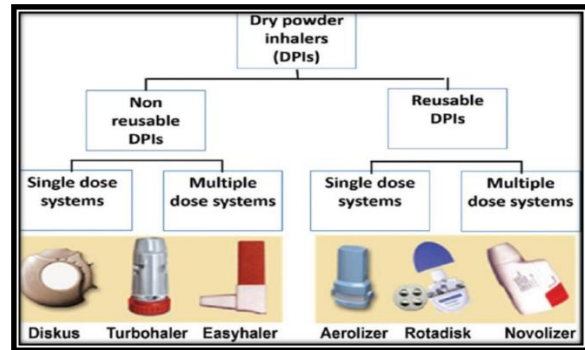 Dry powder
inhalers
(DPIs)
Non
reusable
DPIs
Reusable
DPIs
Single dose
systems
Multiple
dose systems
Single dose
systems
Multiple
dose systems
Diskus
Turbohaler
Easyhaler
Aerolizer
Rotadisk
Novolizer